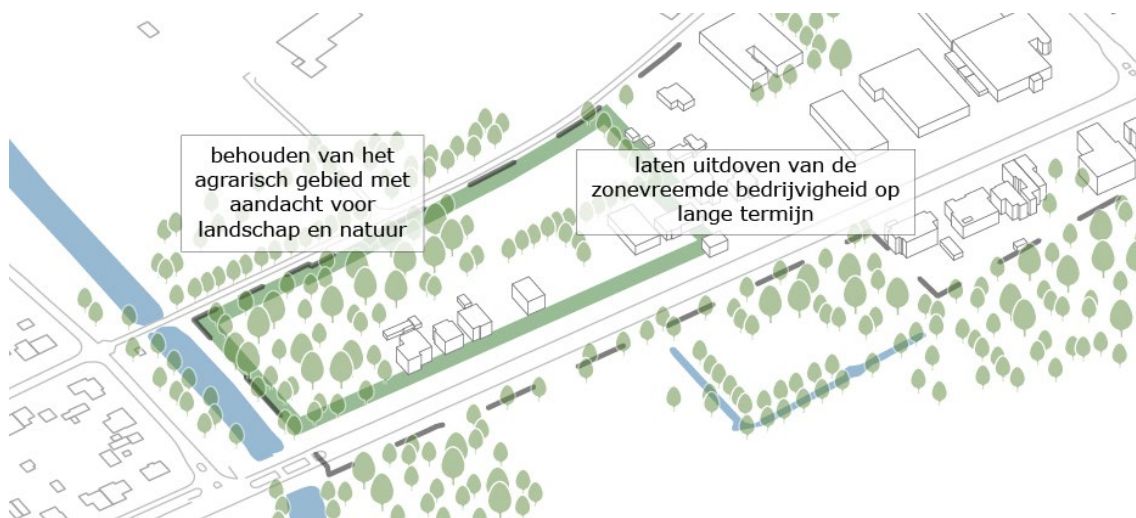 behouden van het
agrarisch gebied met
aandacht voor
landschap en natuur
laten uitdoven van de
zonevreemde bedrijvigheid op
lange termijn